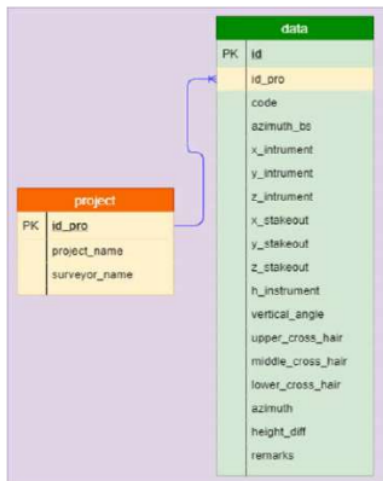 data
PK id
id_pro
code
azimuth_bs
x_intrument
y_intrument
z_intrument
x_stakeout
y_stakeout
z_stakeout
h_instrument
vertical_angle
upper_cross_hair
middle_cross_hair
lower_cross_hair
azimuth
height_diff
remarks
project
PK id_pro
project_name
surveyor_name